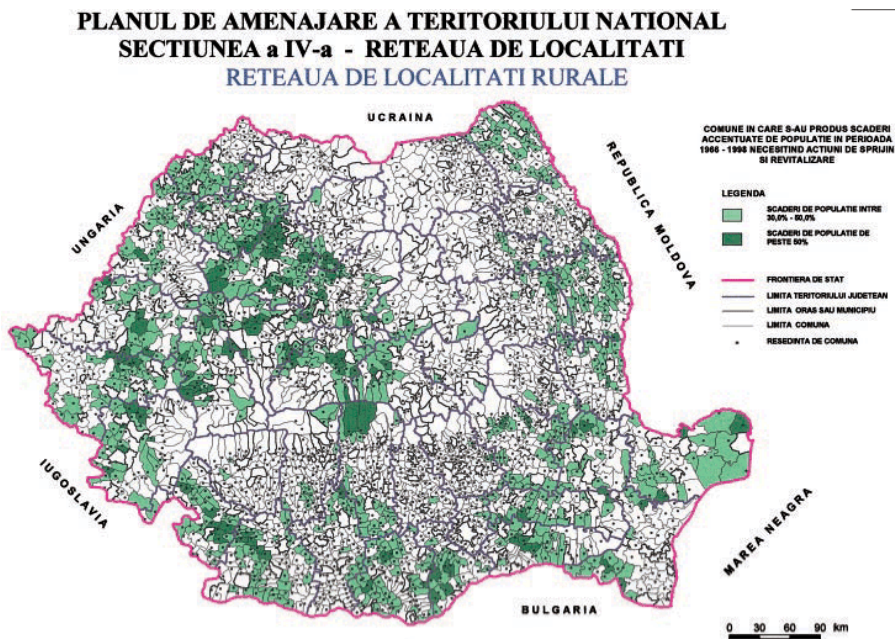 PLANUL DE AMENAJARE A TERITORIULUI NATIONAL
SECTIUNEA a IV-a - RETEAUA DE LOCALITATI
RETEAUA DE LOCALITATI RURALE
UCRAINA
REPUBLICA MOLDOVA
UNGARIA
IUGOSLAVIA
BULGARIA
MAREA NEAGRA
COMUNE IN CARE S-AU PRODUS SCADERI
ACCENTUATE DE POPULATIE IN PERIOADA
1966 - 1998 NECESITIND ACTIUNI DE SPRIJIN
SI REVITALIZARE
LEGENDA
SCADERI DE POPULATIE INTRE
30,0% - 50,0%
SCADERI DE POPULATIE DE
PESTE 50%
FRONTIERA DE STAT
LIMITA TERITORIULUI JUDETEAN
LIMITA ORAS SAU MUNICIPIU
LIMITA COMUNA
RESEDINTA DE COMUNA
0 30 60 90 km